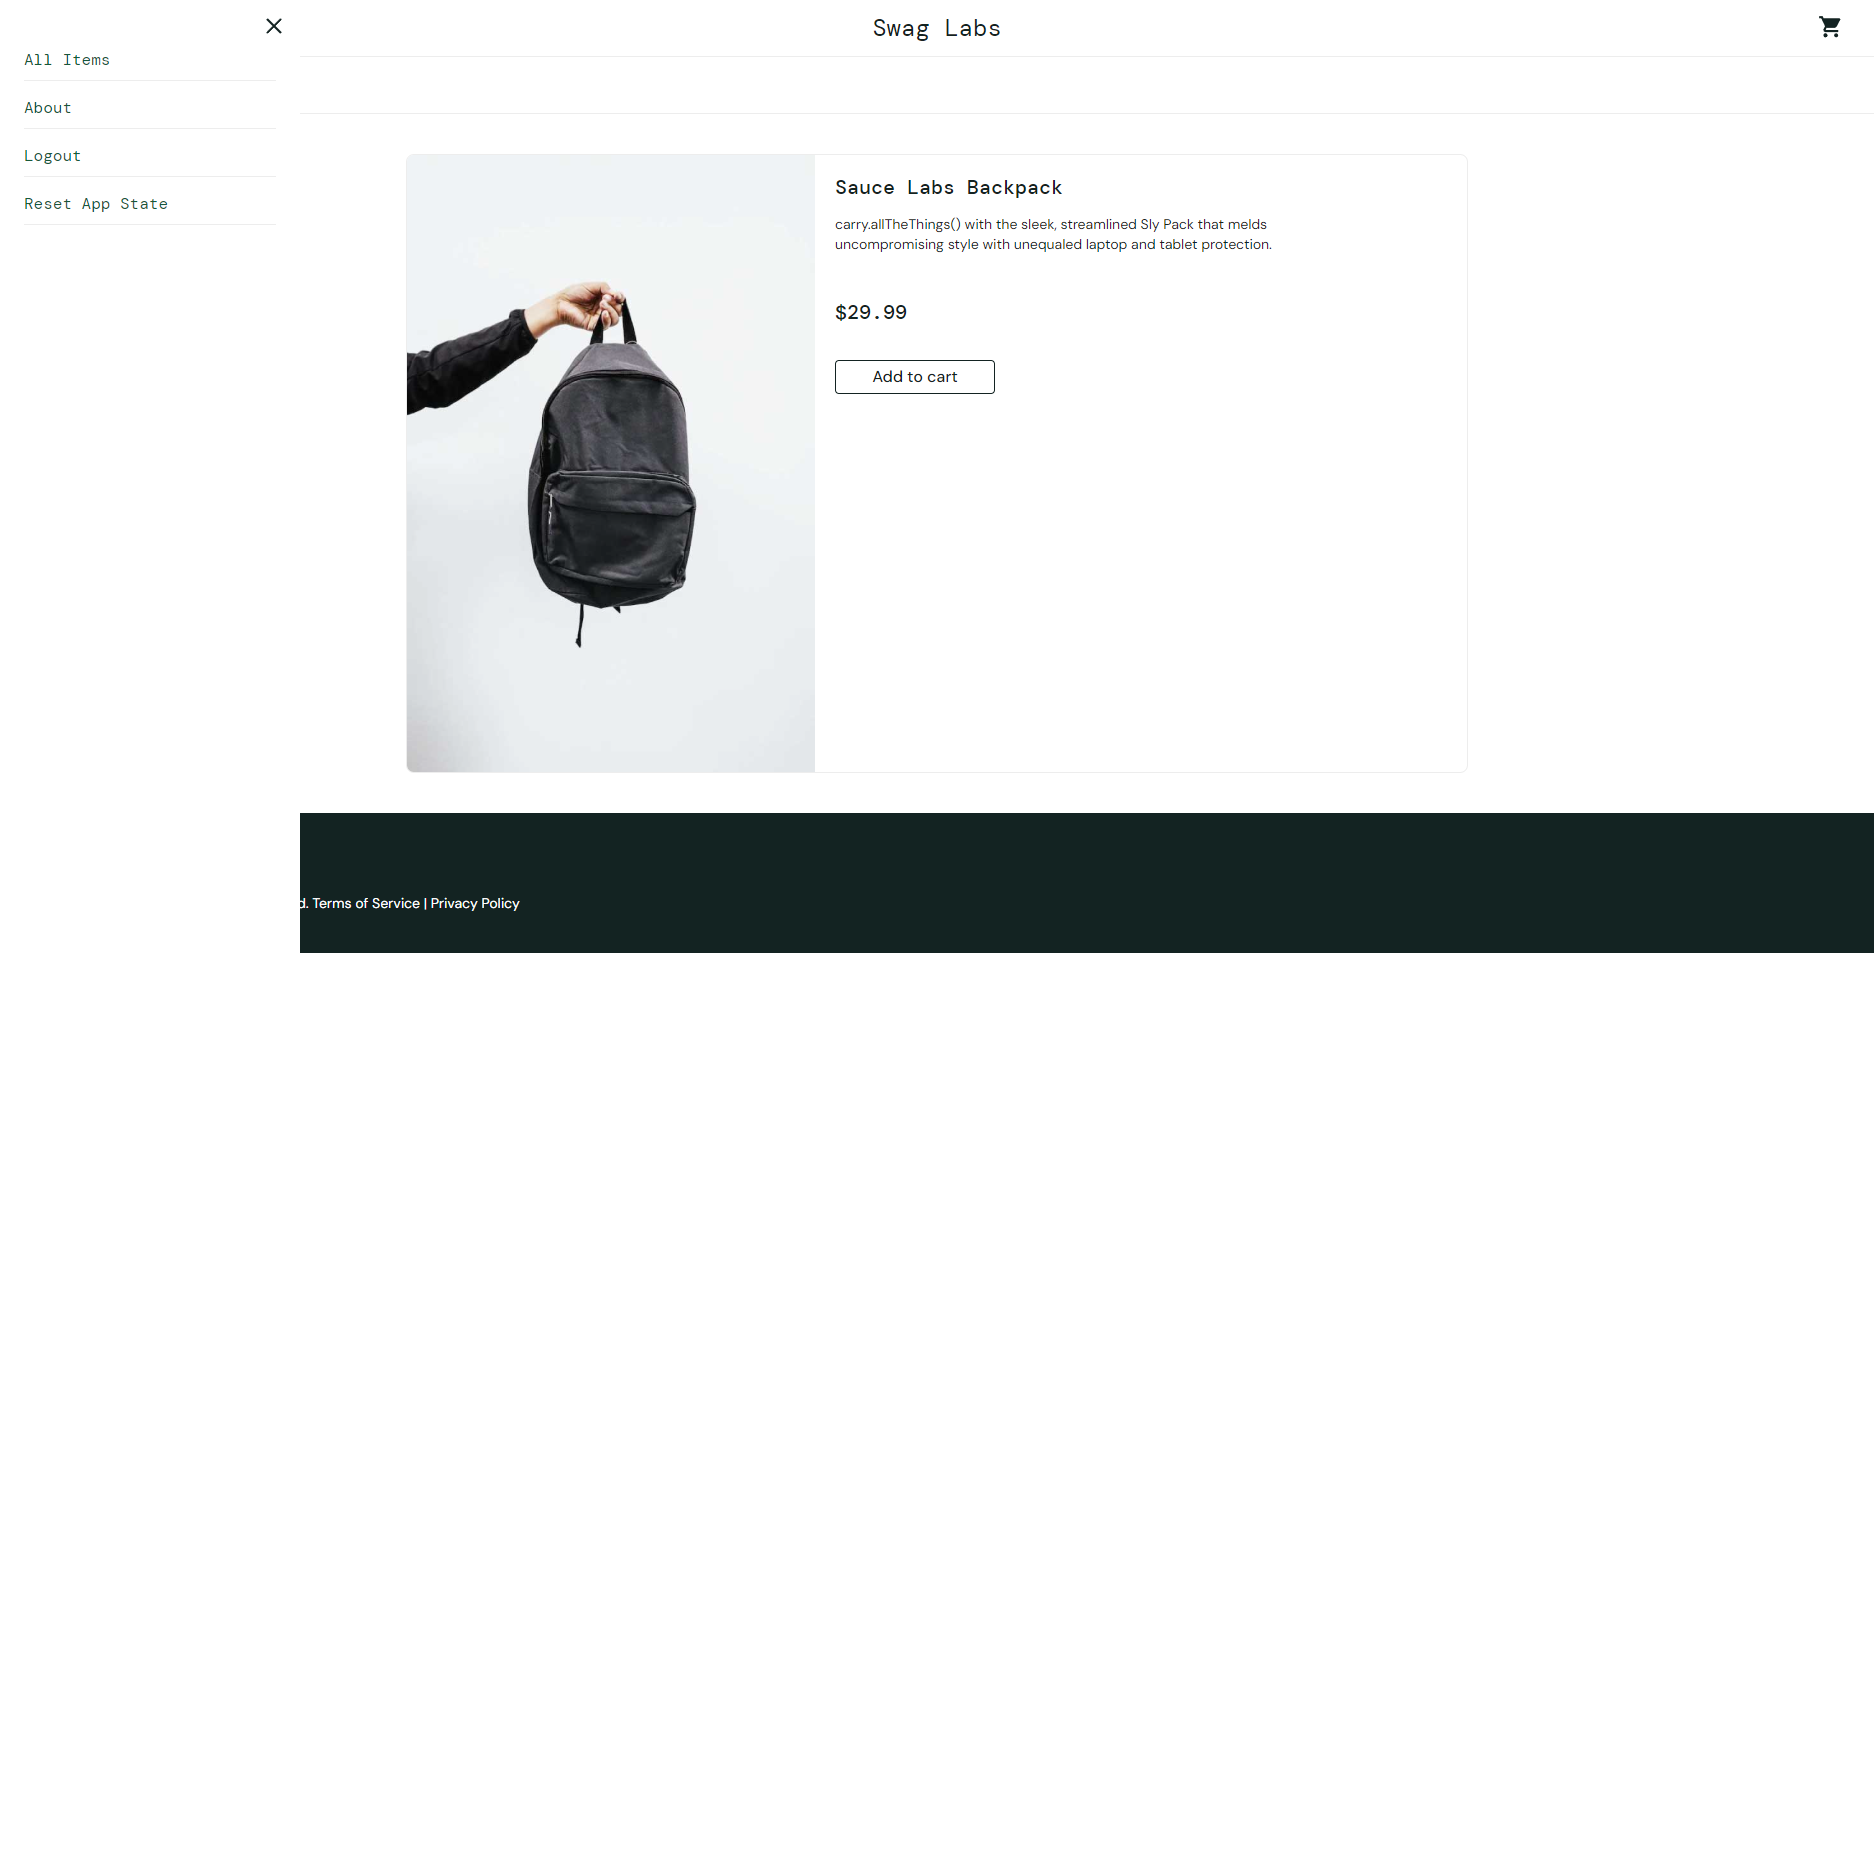 All Items
About
Logout
Reset App State
Swag Labs
Sauce Labs Backpack
carry.allTheThings() with the sleek, streamlined Sly Pack that melds
uncompromising style with unequaled laptop and tablet protection.
$29.99
Add to cart
d. Terms of Service | Privacy Policy